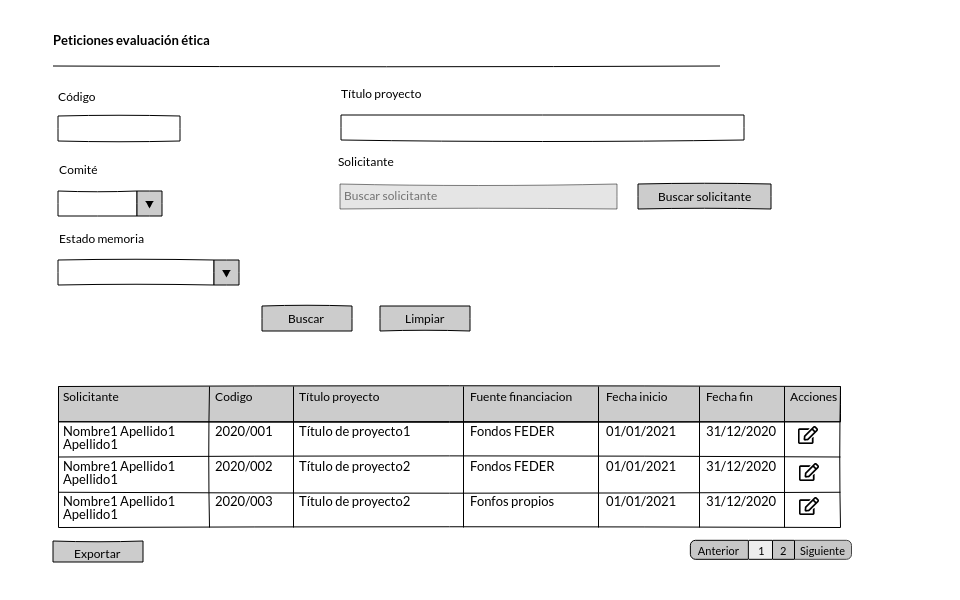 Peticiones evaluación ética
Código
Título proyecto
Comité
Solicitante
Buscar solicitante
Buscar solicitante
Estado memoria
Buscar
Limpiar
Solicitante Codigo Título proyecto Fuente financiacion Fecha inicio Fecha fin Acciones
Nombre1 Apellido1 2020/001 Título de proyecto1 Fondos FEDER 01/01/2021 31/12/2020
Apellido1
Nombre1 Apellido1 2020/002 Título de proyecto2 Fondos FEDER 01/01/2021 31/12/2020
Apellido1
Nombre1 Apellido1 2020/003 Título de proyecto2 Fonfos propios 01/01/2021 31/12/2020
Apellido1
Exportar
Anterior 1 2 Siguiente